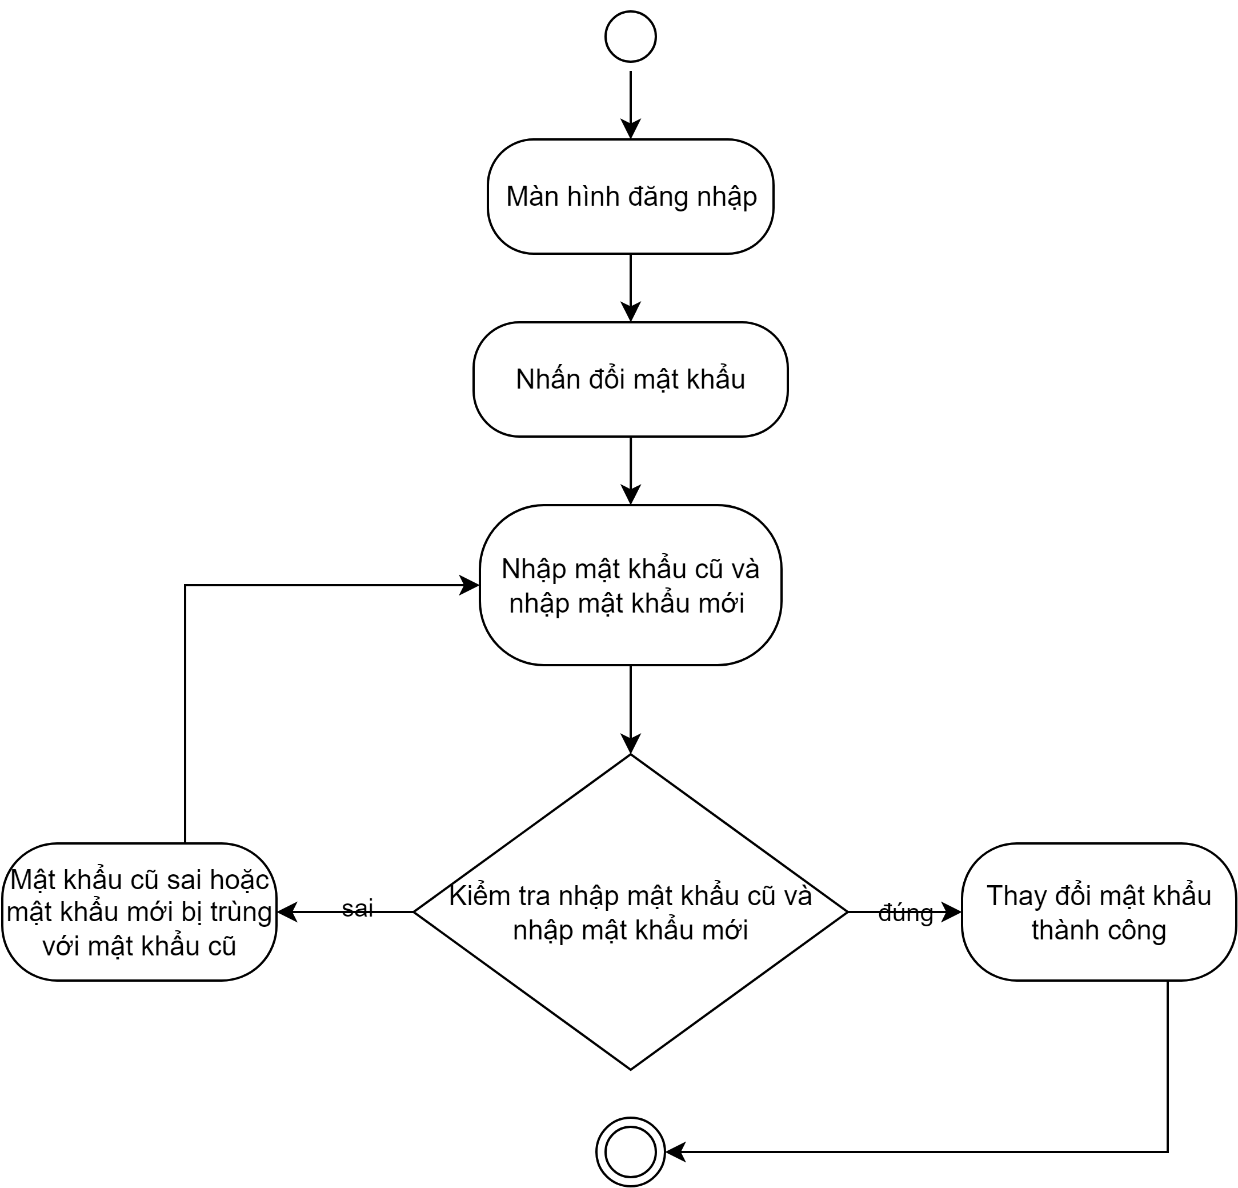 Màn hình đăng nhập
Nhấn đổi mật khẩu
Nhập mật khẩu cũ và
nhập mật khẩu mới
Mật khẩu cũ sai hoặc
mật khẩu mới bị trùng
với mật khẩu cũ
sai
Kiểm tra nhập mật khẩu cũ và
nhập mật khẩu mới
đúng
Thay đổi mật khẩu
thành công